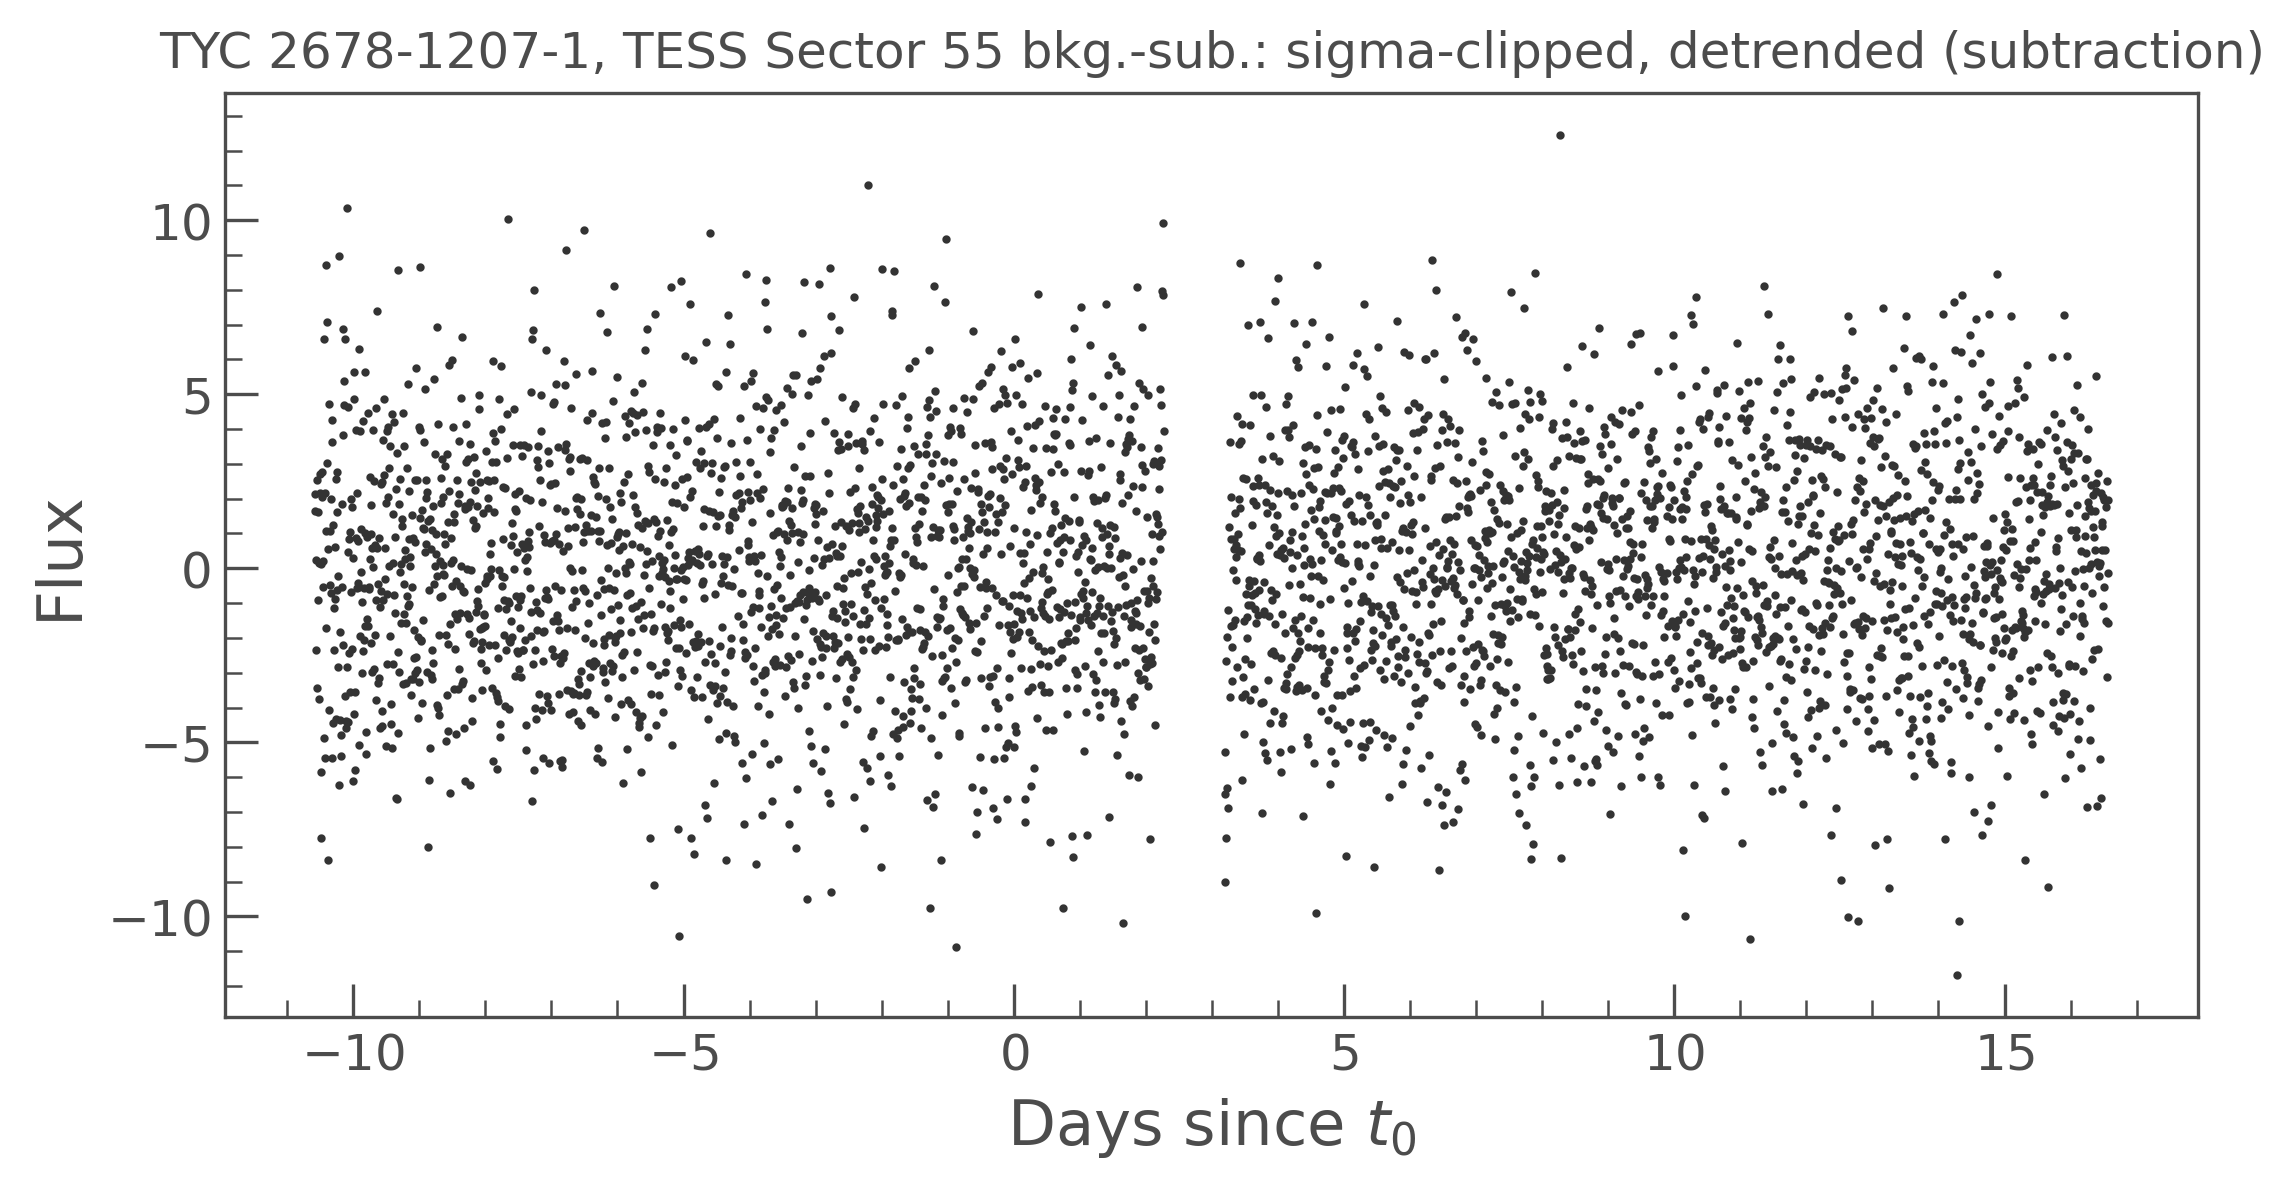 TYC 2678-1207-1, TESS Sector 55 bkg.-sub.: sigma-clipped, detrended (subtraction)
Flux
10
5
0
−5
−10
−10 −5 0 5 10 15
Days since t₀